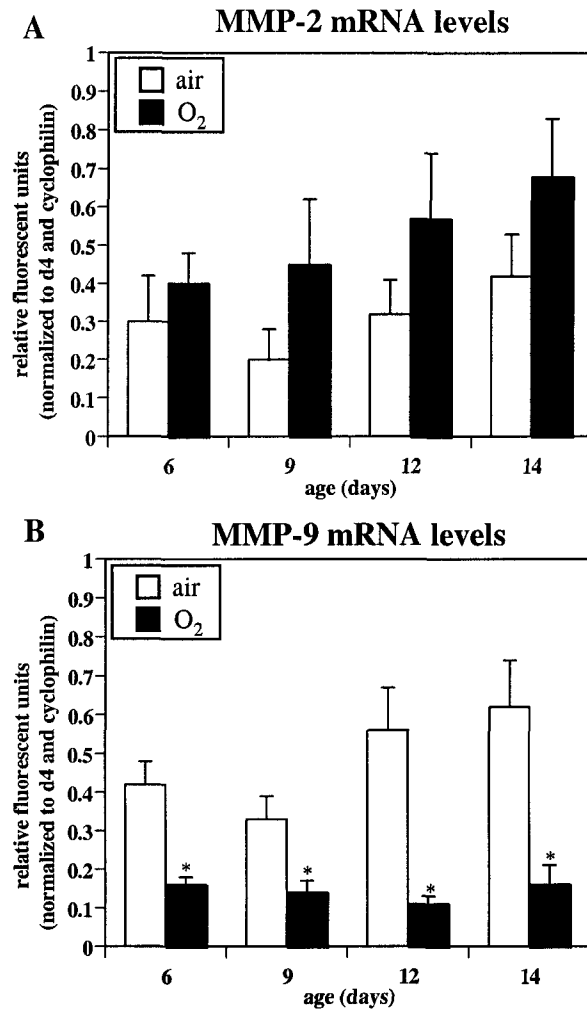 A
MMP-2 mRNA levels
1
0.9
0.8
0.7
0.6
0.5
0.4
0.3
0.2
0.1
0
air
O2
relative fluorescent units
(normalized to d4 and cyclophilin)
6 9 12 14
age (days)
B
MMP-9 mRNA levels
1
0.9
0.8
0.7
0.6
0.5
0.4
0.3
0.2
0.1
0
air
O2
relative fluorescent units
(normalized to d4 and cyclophilin)
* * * *
6 9 12 14
age (days)